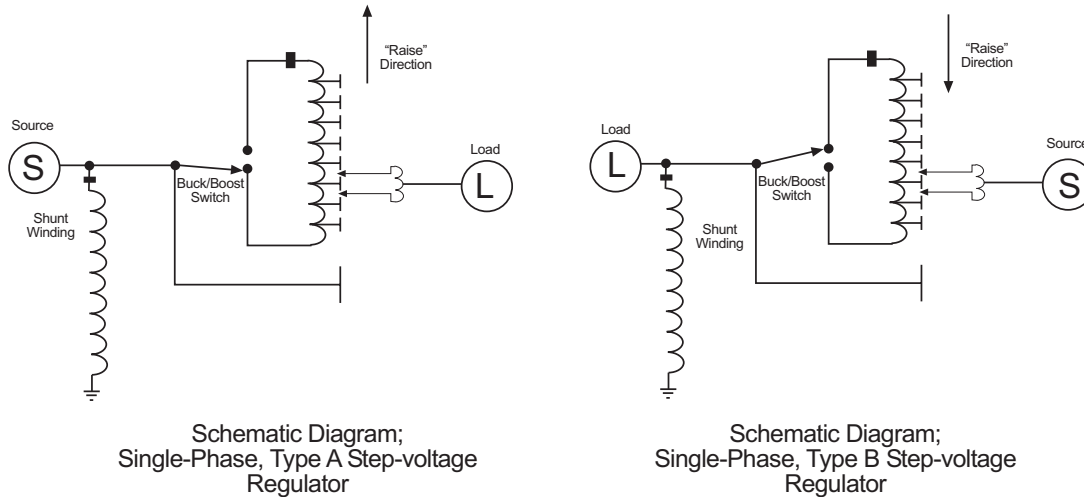 “Raise”
Direction
Source
S
Buck/Boost
Switch
Shunt
Winding
Load
L
Schematic Diagram;
Single-Phase, Type A Step-voltage
Regulator
“Raise”
Direction
Load
L
Buck/Boost
Switch
Shunt
Winding
Source
S
Schematic Diagram;
Single-Phase, Type B Step-voltage
Regulator